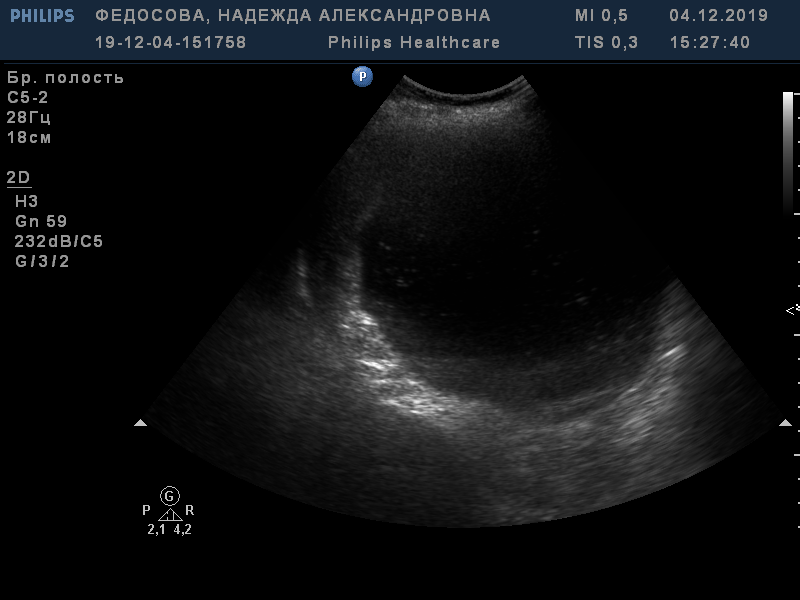 PHILIPS ФЕДОСОВА, НАДЕЖДА АЛЕКСАНДРОВНА MI 0,5 04.12.2019
19-12-04-151758 Philips Healthcare TIS 0,3 15:27:40
P
Бр. полость
C5-2
28Гц
18см
2D
H3
Gn 59
232dB/C5
G/3/2
G
P R
2,1 4,2